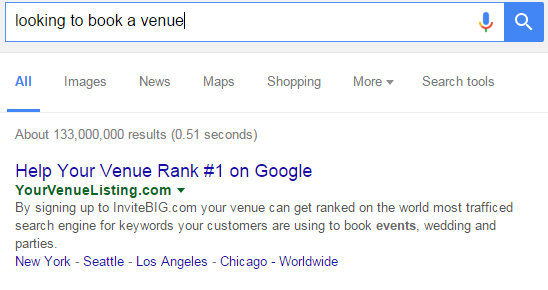 looking to book a venue
All Images News Maps Shopping More Search tools
About 133,000,000 results (0.51 seconds)
Help Your Venue Rank #1 on Google
YourVenueListing.com
By signing up to InviteBIG.com your venue can get ranked on the world most trafficed
search engine for keywords your customers are using to book events, wedding and
parties.
New York - Seattle - Los Angeles - Chicago - Worldwide